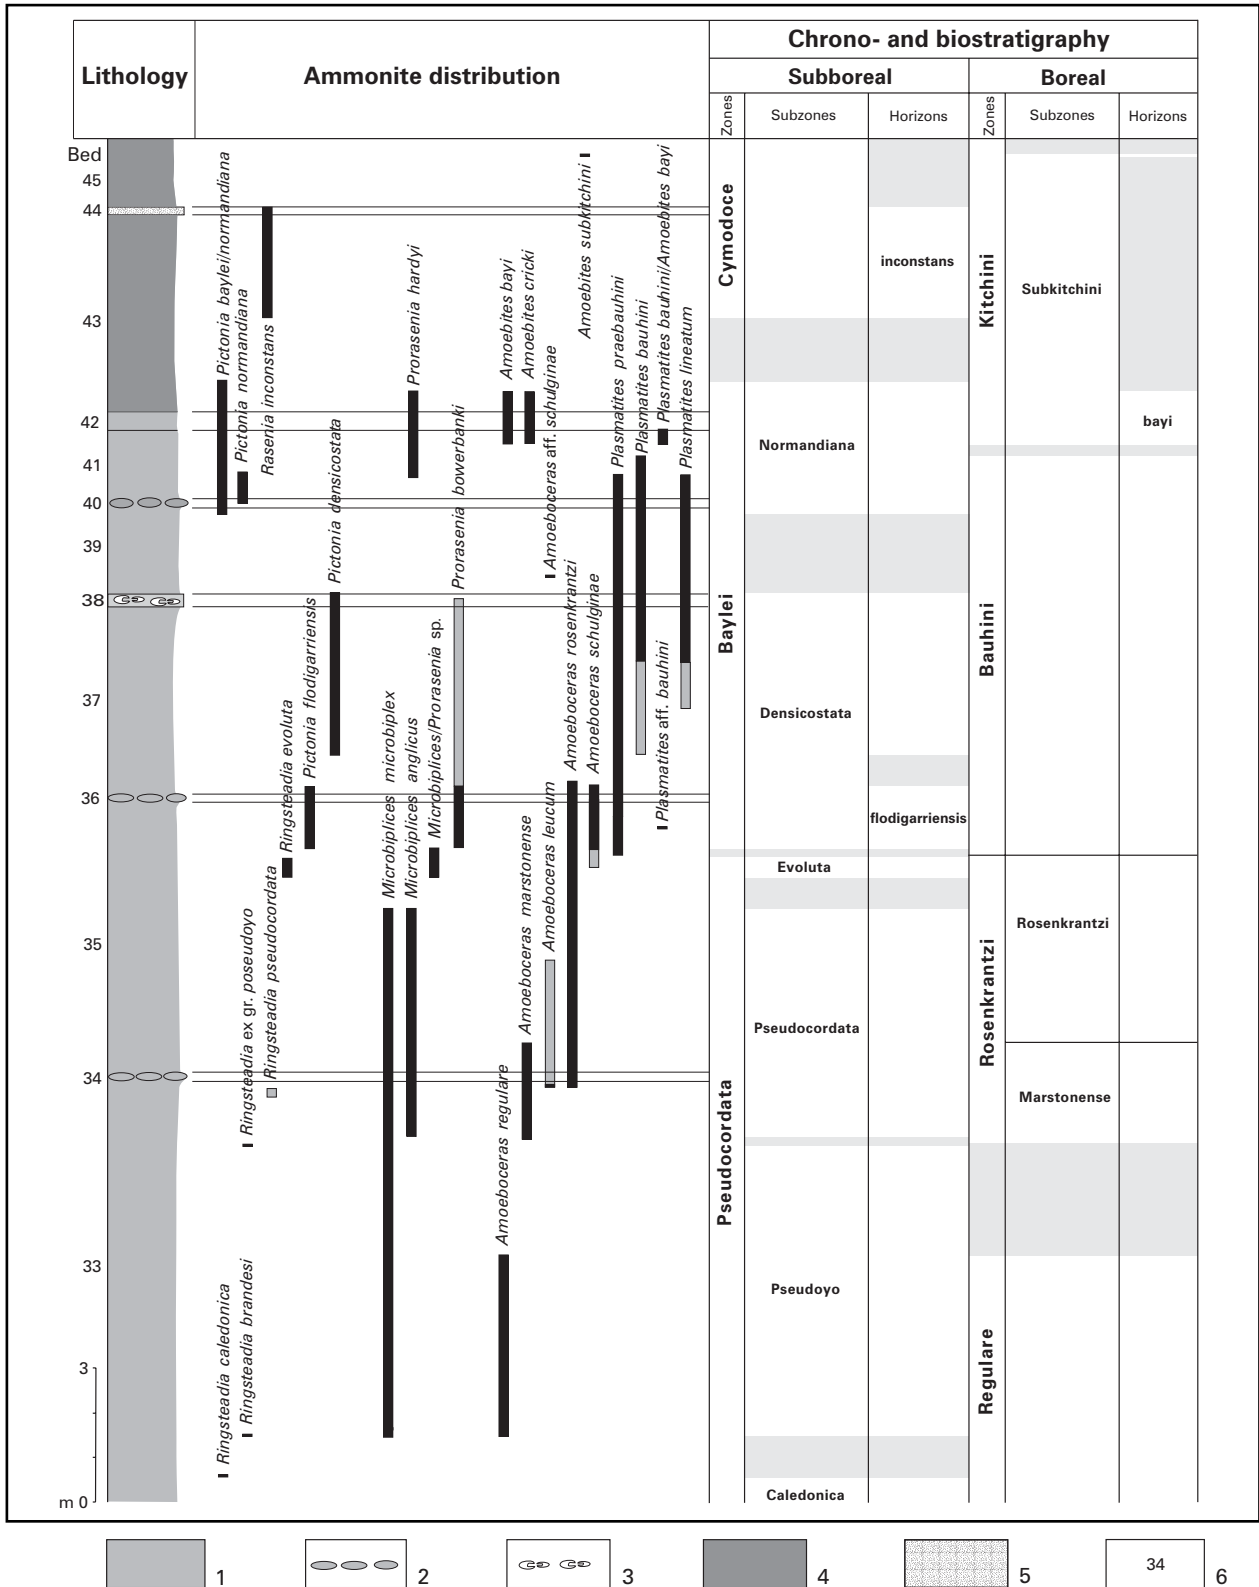 Chrono- and biostratigraphy
Lithology
Ammonite distribution
Subboreal
Boreal
Zones
Subzones
Horizons
Zones
Subzones
Horizons
Bed
45
44
43
42
41
40
39
38
37
36
35
34
33
3
m 0
Pictonia baylei/normandiana
Pictonia normandiana
Rasenia inconstans
Prorasenia hardyi
Amoebites bayi
Amoebites cricki
Amoebites subkitchini
Amoeboceras aff. schulginae
Plasmatites praebauhini
Plasmatites bauhini
Plasmatites bauhini/Amoebites bayi
Plasmatites lineatum
Pictonia densicostata
Prorasenia bowerbanki
Ringsteadia evoluta
Pictonia flodigarriensis
Microbiplices microbiplex
Microbiplices anglicus
Microbiplices/Prorasenia sp.
Amoeboceras rosenkrantzi
Amoeboceras schulginae
Plasmatites aff. bauhini
Ringsteadia ex gr. poseudoyo
Ringsteadia pseudocordata
Amoeboceras marstonense
Amoeboceras leucum
Amoeboceras regulare
Ringsteadia caledonica
Ringsteadia brandesi
Cymodoce
Baylei
Pseudocordata
inconstans
Normandiana
Densicostata
flodigarriensis
Evoluta
Pseudocordata
Pseudoyo
Caledonica
Kitchini
Bauhini
Rosenkrantzi
Regulare
Subkitchini
bayi
Rosenkrantzi
Marstonense
1
2
3
4
5
34
6